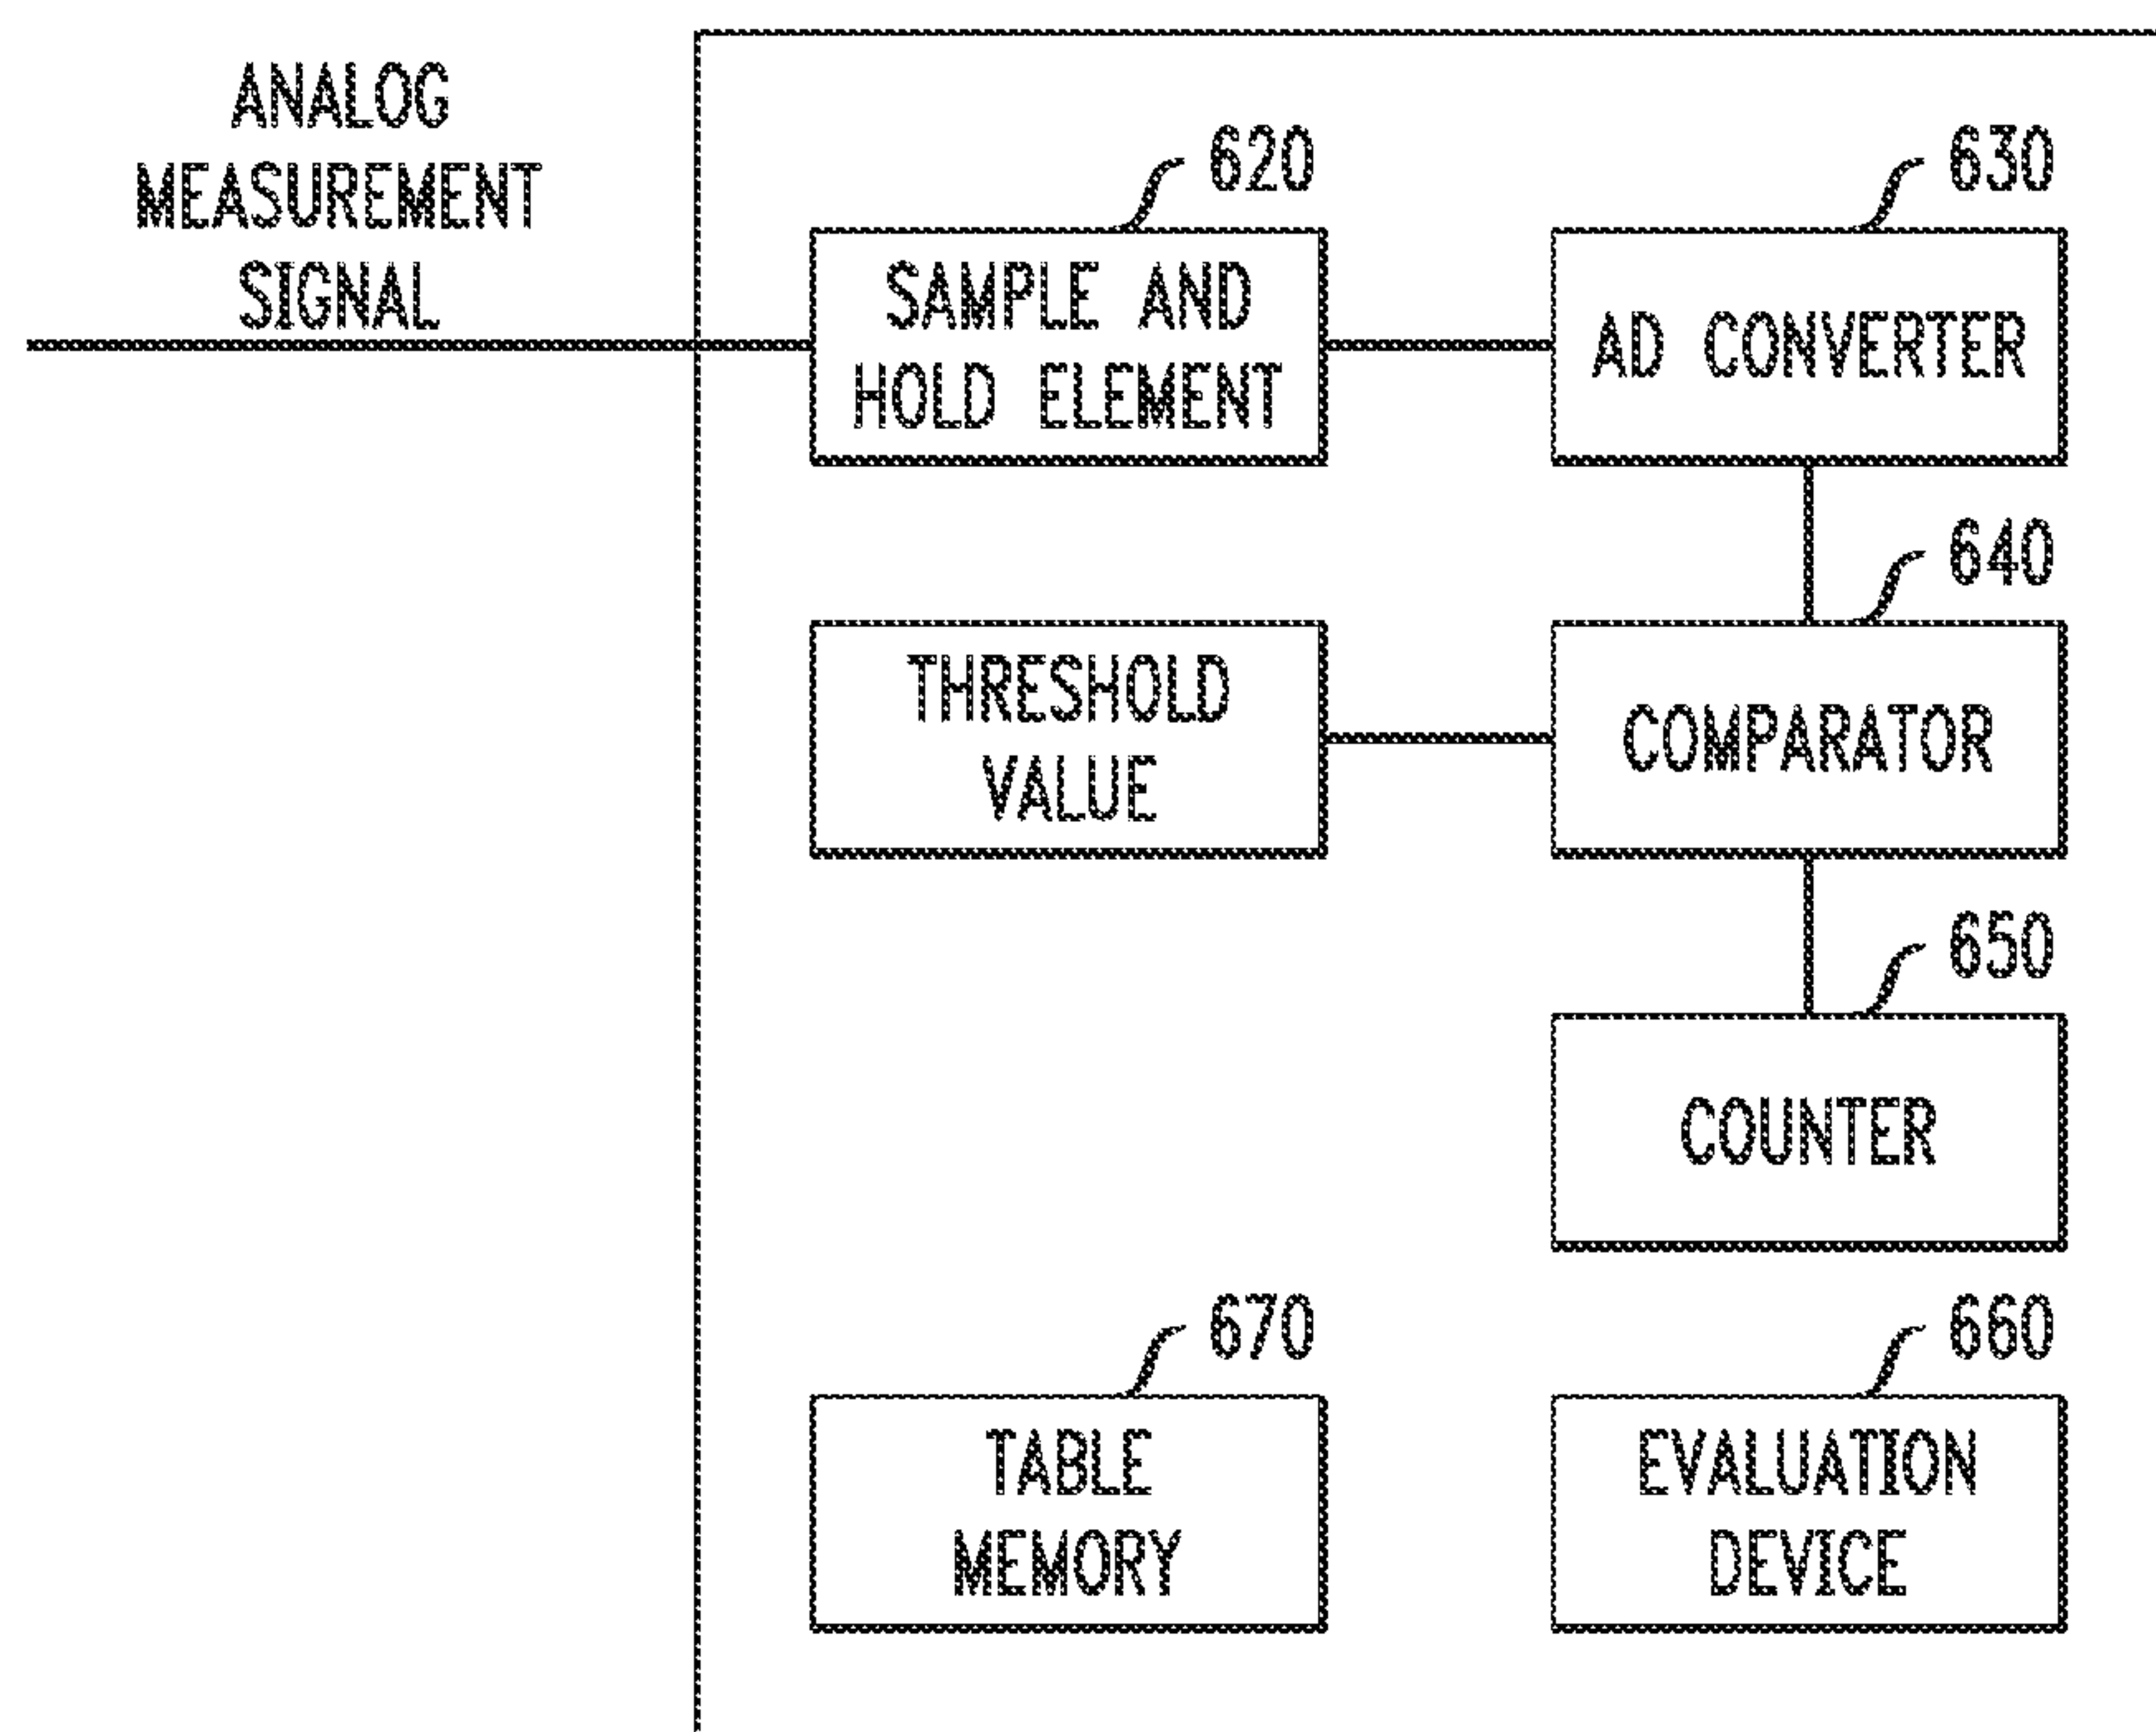 ANALOG
MEASUREMENT
SIGNAL
620
SAMPLE AND
HOLD ELEMENT
630
AD CONVERTER
640
THRESHOLD
VALUE
COMPARATOR
650
COUNTER
670
TABLE
MEMORY
660
EVALUATION
DEVICE